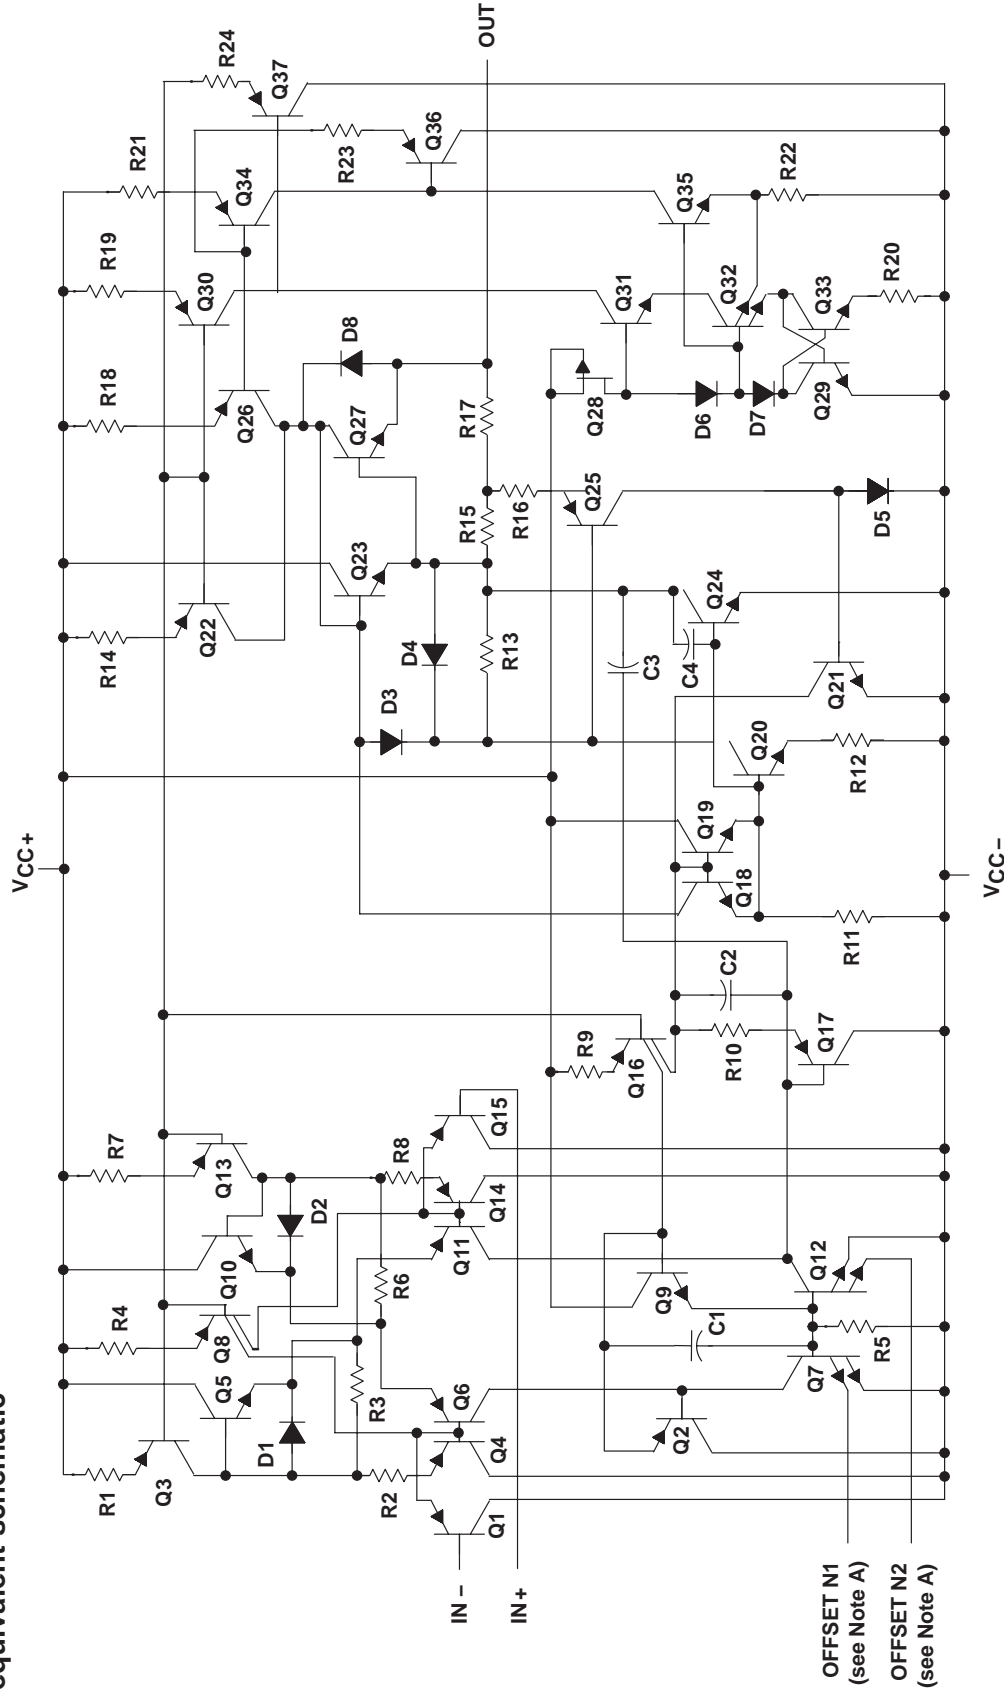 equivalent schematic
VCC+
R1
R4
R7
R14
R18
R19
R21
R24
Q3
Q5
Q8
Q10
Q13
Q22
Q26
Q30
Q34
Q37
D1
D2
D3
D4
Q23
Q27
D8
R23
Q36
R2
R3
R6
R8
OUT
IN −
Q1
Q4
Q6
Q11
Q14
Q15
R13
R15
R17
IN+
R16
R9
Q16
C3
C4
Q25
Q28
Q31
Q35
Q2
C1
Q9
C2
R10
Q18
Q19
Q20
Q24
D6
D7
Q32
R22
Q7
Q12
Q17
Q21
Q29
Q33
R5
R11
R12
D5
R20
OFFSET N1
(see Note A)
OFFSET N2
(see Note A)
VCC−